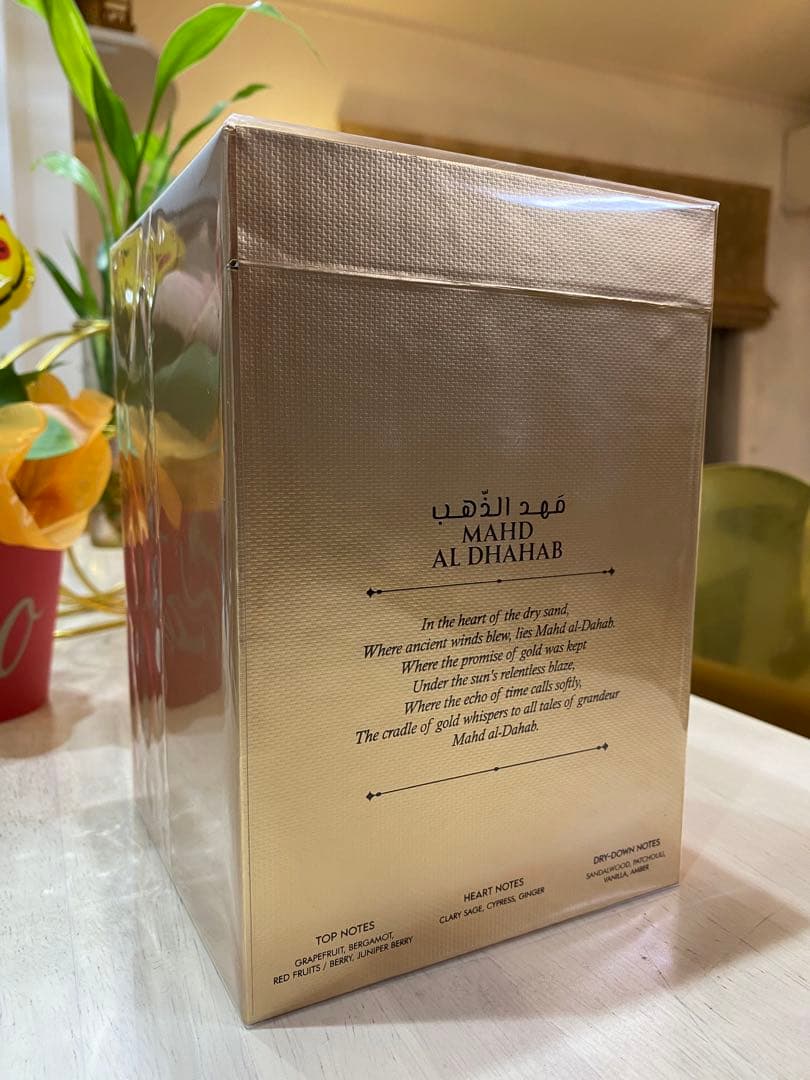 مَهد الذّهب
MAHD
AL DHAHAB
In the heart of the dry sand,
Where ancient winds blew, lies Mahd al-Dahab.
Where the promise of gold was kept
Under the sun's relentless blaze,
Where the echo of time calls softly,
The cradle of gold whispers to all tales of grandeur
Mahd al-Dahab.
TOP NOTES
GRAPEFRUIT, BERGAMOT,
RED FRUITS / BERRY, JUNIPER BERRY
HEART NOTES
CLARY SAGE, CYPRESS, GINGER
DRY-DOWN NOTES
SANDALWOOD, PATCHOULI,
VANILLA, AMBER